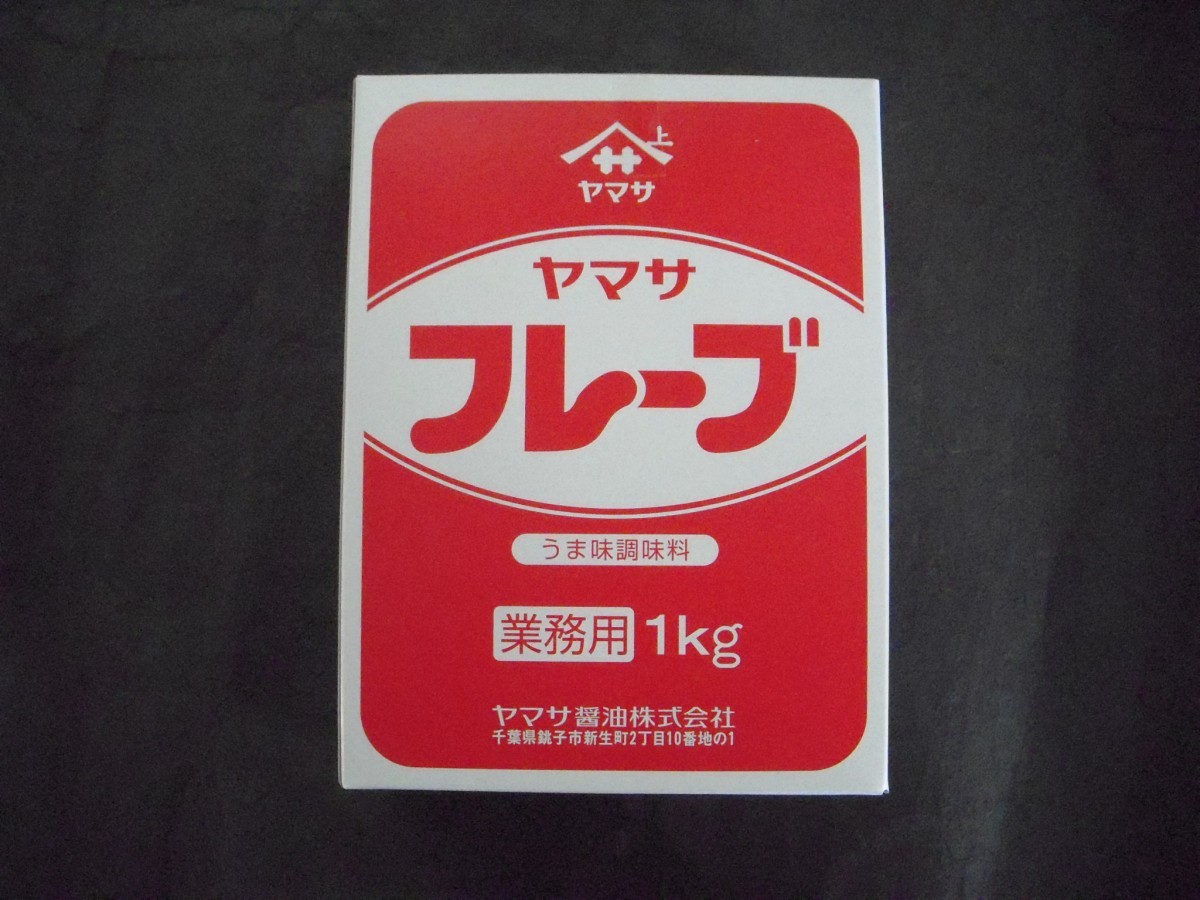 上
サ
ヤマサ
ヤマサ
フレーブ
うま味調味料
業務用 1kg
ヤマサ醤油株式会社
千葉県銚子市新生町2丁目10番地の1